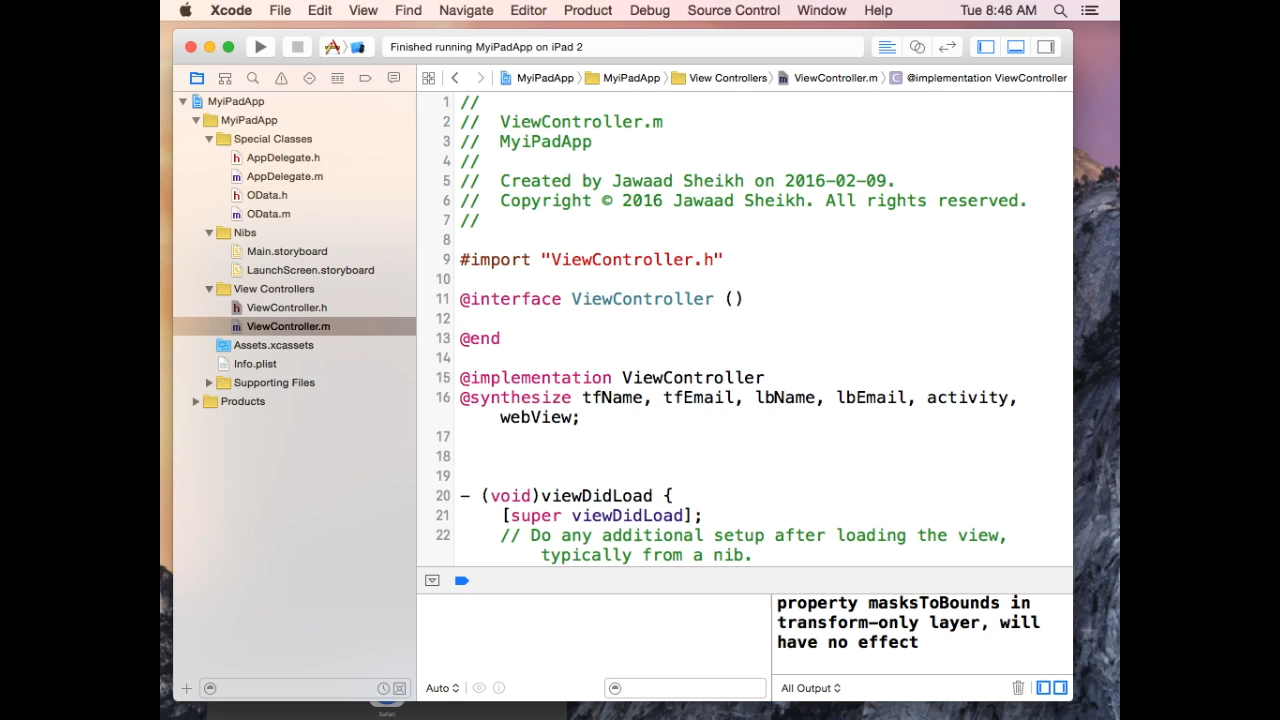 Xcode File Edit View Find Navigate Editor Product Debug Source Control Window Help Tue 8:46 AM
Finished running MyiPadApp on iPad 2
MyiPadApp MyiPadApp View Controllers ViewController.m C @implementation ViewController
MyiPadApp
MyiPadApp
Special Classes
h AppDelegate.h
m AppDelegate.m
h OData.h
m OData.m
Nibs
Main.storyboard
LaunchScreen.storyboard
View Controllers
h ViewController.h
m ViewController.m
Assets.xcassets
Info.plist
Supporting Files
Products
1 //
2 //  ViewController.m
3 //  MyiPadApp
4 //
5 //  Created by Jawaad Sheikh on 2016-02-09.
6 //  Copyright © 2016 Jawaad Sheikh. All rights reserved.
7 //
8
9 #import "ViewController.h"
10
11 @interface ViewController ()
12
13 @end
14
15 @implementation ViewController
16 @synthesize tfName, tfEmail, lbName, lbEmail, activity,
webView;
17
18
19
20 - (void)viewDidLoad {
21 [super viewDidLoad];
22 // Do any additional setup after loading the view,
typically from a nib.
property masksToBounds in
transform-only layer, will
have no effect
Auto
All Output
Safari